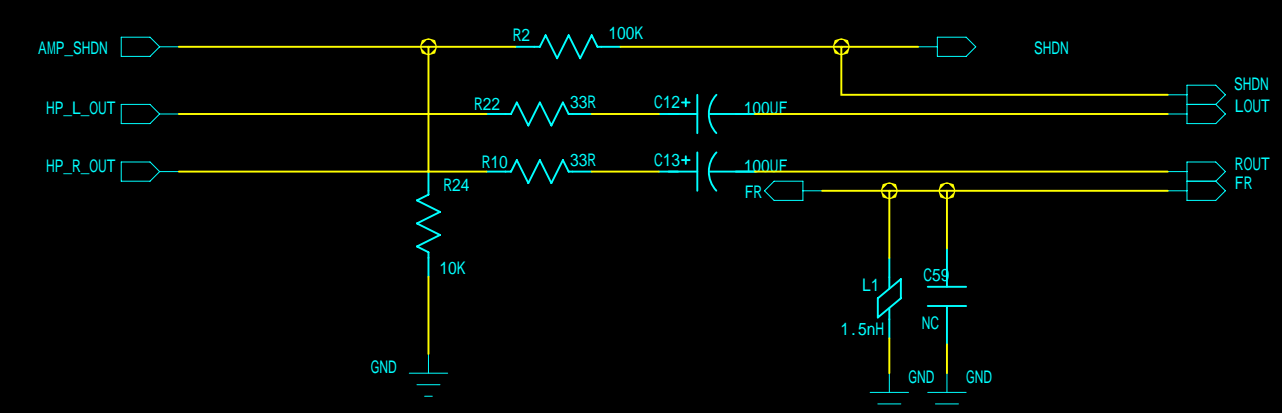 R2 100K
AMP_SHDN SHDN
SHDN
HP_L_OUT R22 33R C12+ 100UF LOUT
HP_R_OUT R10 33R C13+ 100UF ROUT
R24 FR FR
10K
C59
L1
1.5nH NC
GND GND GND